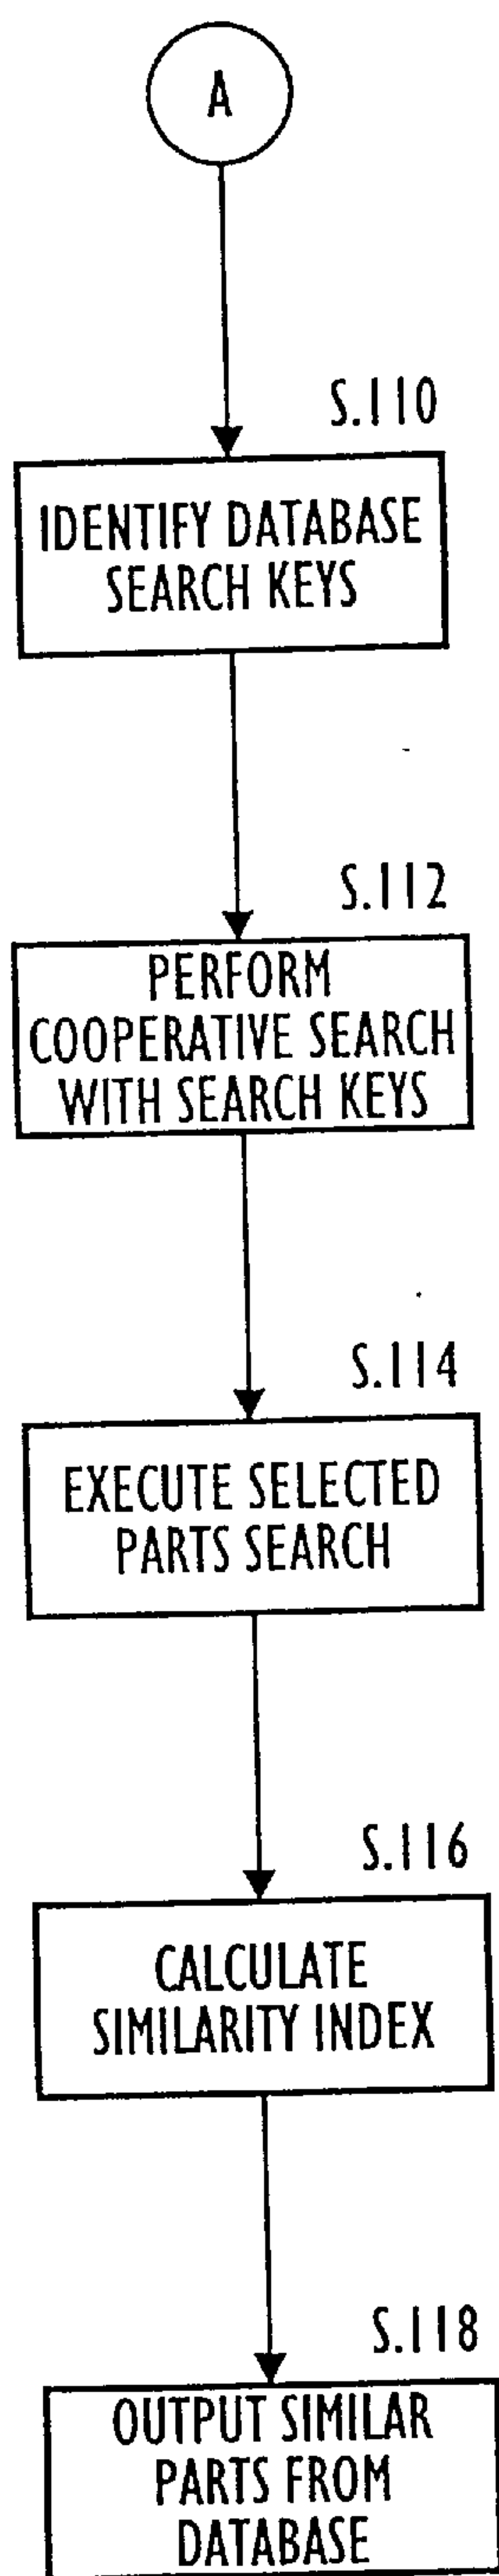 A
S.110
IDENTIFY DATABASE
SEARCH KEYS
S.112
PERFORM
COOPERATIVE SEARCH
WITH SEARCH KEYS
S.114
EXECUTE SELECTED
PARTS SEARCH
S.116
CALCULATE
SIMILARITY INDEX
S.118
OUTPUT SIMILAR
PARTS FROM
DATABASE